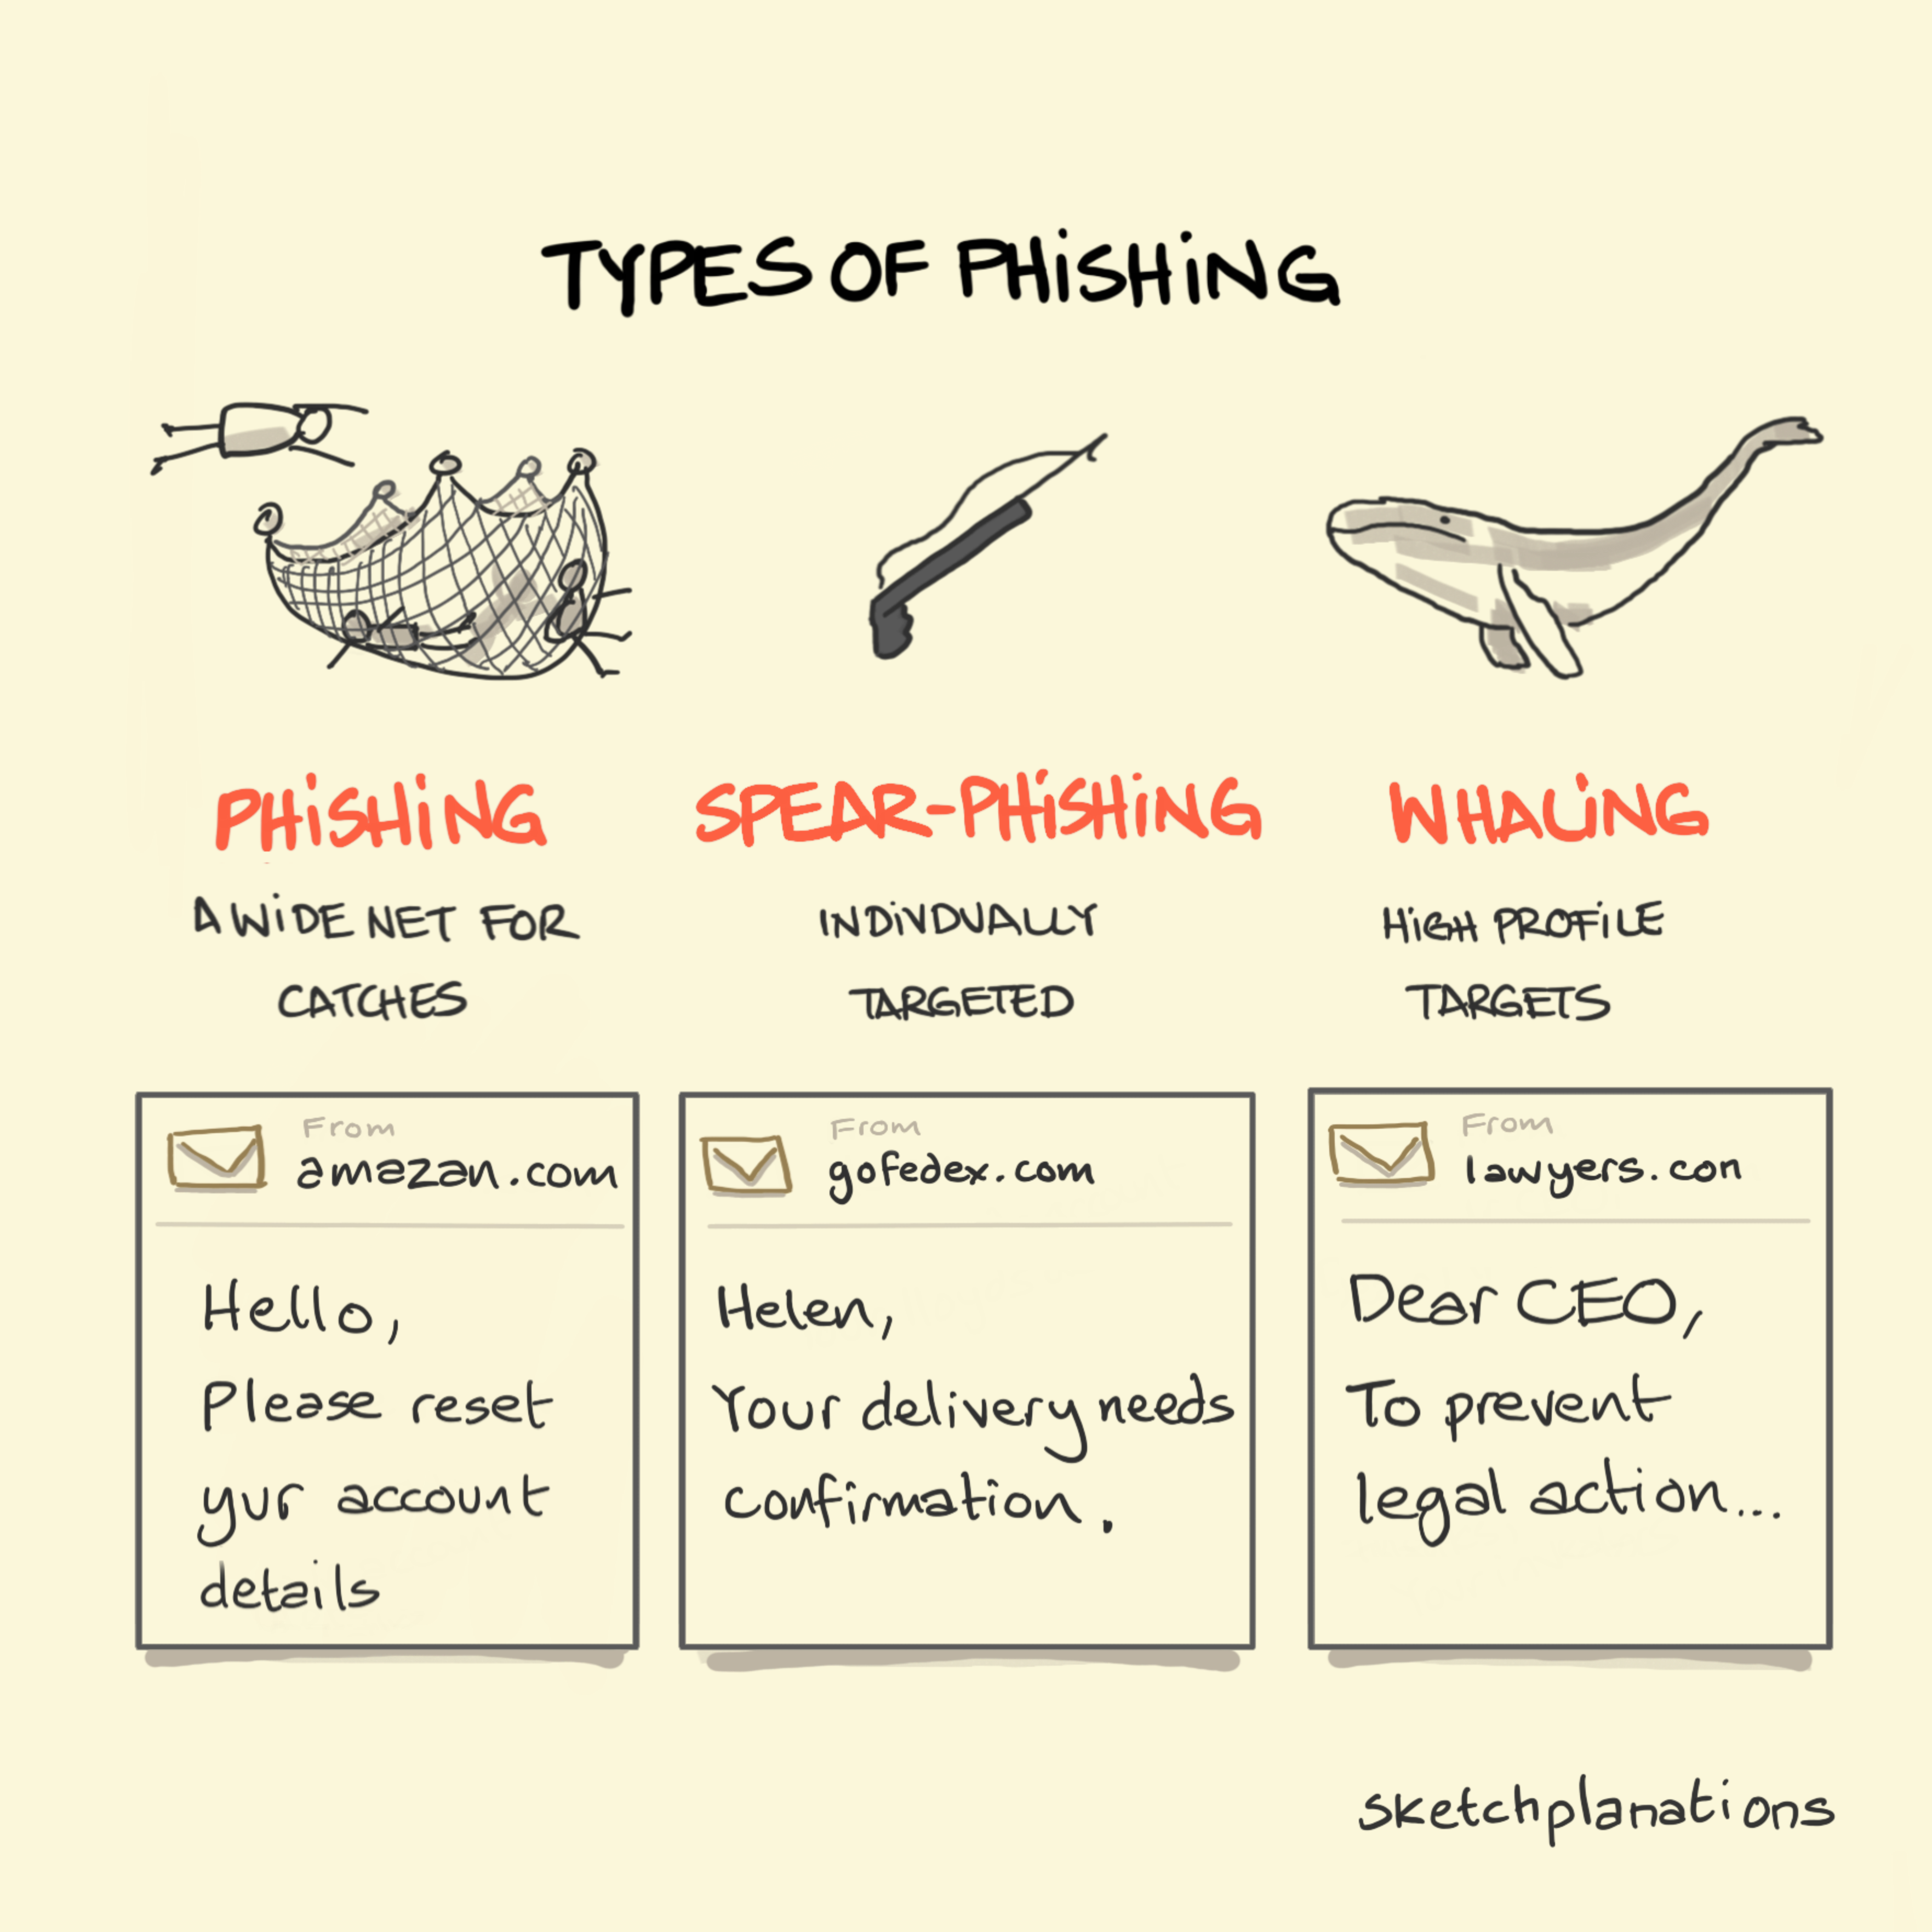 TYPES OF PHiSHiNG
PHiSHiNG
A WiDE NET FOR
CATCHES
amazan.com
From
Hello,
Please reset
yur account
details
SPEAR-PHiSHiNG
INDiVDUALLY
TARGETED
From
gofedex.com
Helen,
Your delivery needs
confirmation.
WHALiNG
HiGH PROFiLE
TARGETS
From
lawyers.con
Dear CEO,
To prevent
legal action...
sketchplanations